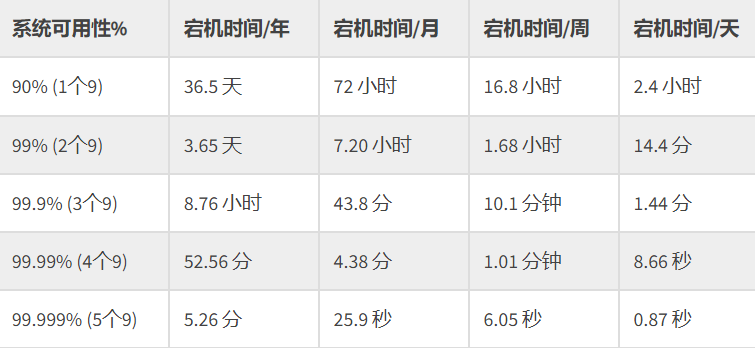 系统可用性% 宕机时间/年 宕机时间/月 宕机时间/周 宕机时间/天
90% (1个9) 36.5 天 72 小时 16.8 小时 2.4 小时
99% (2个9) 3.65 天 7.20 小时 1.68 小时 14.4 分
99.9% (3个9) 8.76 小时 43.8 分 10.1 分钟 1.44 分
99.99% (4个9) 52.56 分 4.38 分 1.01 分钟 8.66 秒
99.999% (5个9) 5.26 分 25.9 秒 6.05 秒 0.87 秒